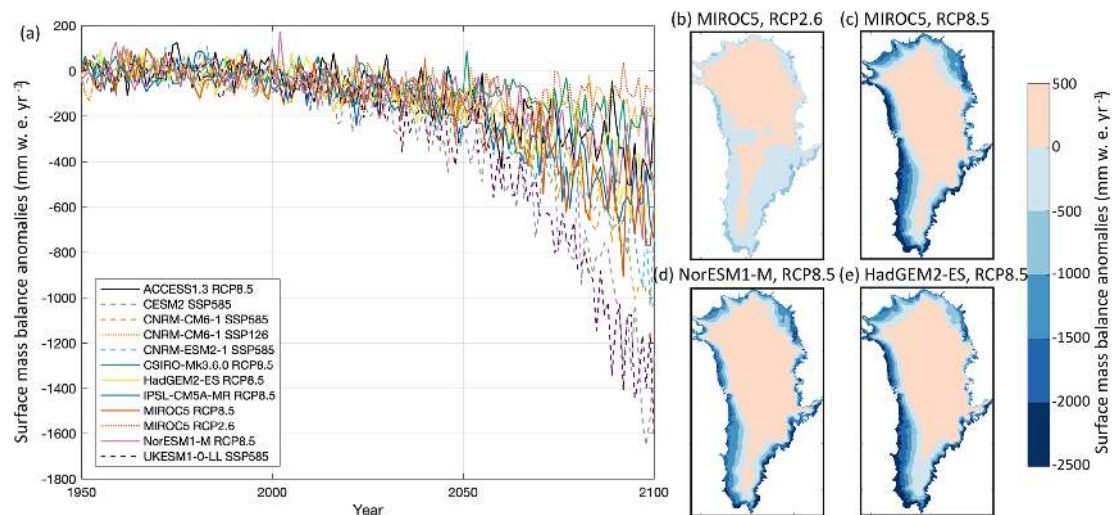 (a)
Surface mass balance anomalies (mm w. e. yr⁻¹)
200
0
-200
-400
-600
-800
-1000
-1200
-1400
-1600
-1800
1950
2000
2050
2100
Year
ACCESS1.3 RCP8.5
CESM2 SSP585
CNRM-CM6-1 SSP585
CNRM-CM6-1 SSP126
CNRM-ESM2-1 SSP585
CSIRO-Mk3.6.0 RCP8.5
HadGEM2-ES RCP8.5
IPSL-CM5A-MR RCP8.5
MIROC5 RCP8.5
MIROC5 RCP2.6
NorESM1-M RCP8.5
UKESM1-0-LL SSP585
(b) MIROC5, RCP2.6
(c) MIROC5, RCP8.5
(d) NorESM1-M, RCP8.5
(e) HadGEM2-ES, RCP8.5
500
0
-500
-1000
-1500
-2000
-2500
Surface mass balance anomalies (mm w. e. yr⁻¹)